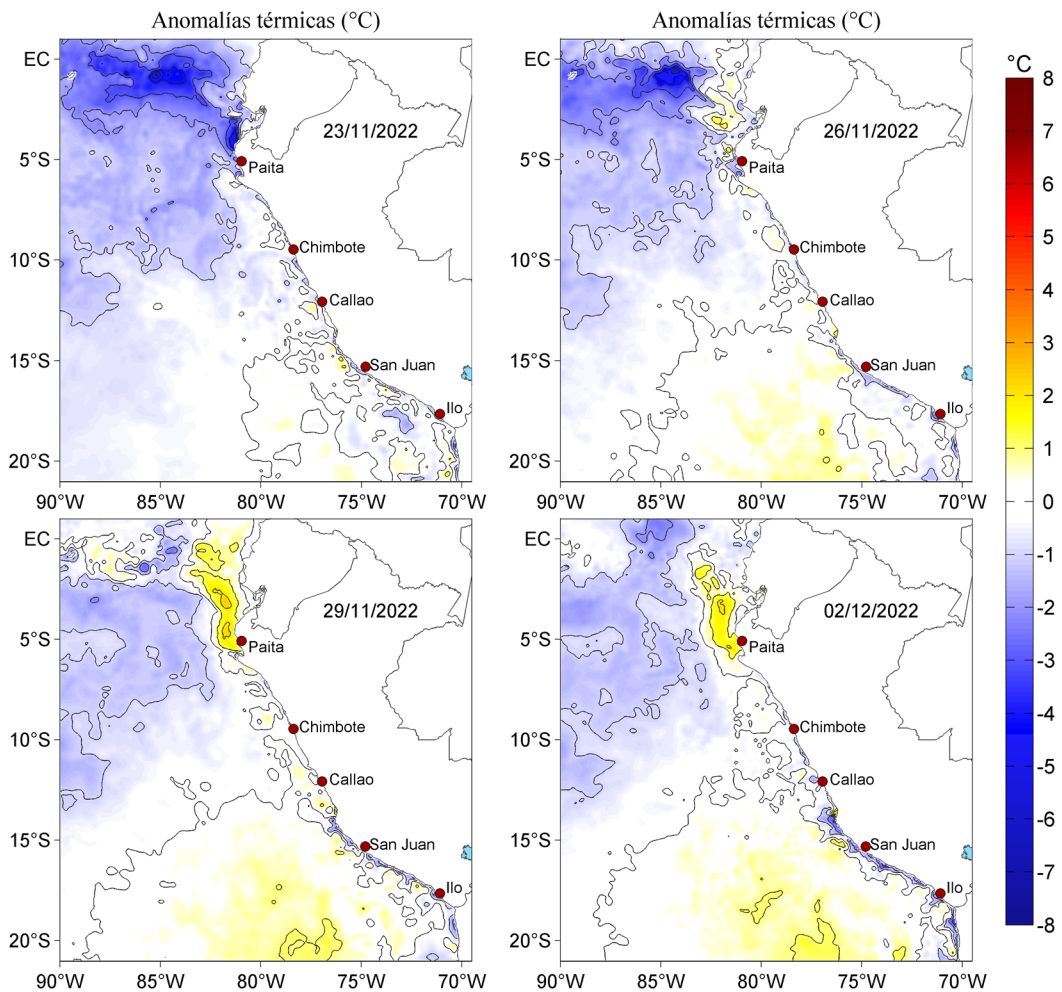 Anomalías térmicas (°C)
Anomalías térmicas (°C)
EC
5°S
10°S
15°S
20°S
90°W
85°W
80°W
75°W
70°W
23/11/2022
Paita
Chimbote
Callao
San Juan
Ilo
EC
5°S
10°S
15°S
20°S
90°W
85°W
80°W
75°W
70°W
26/11/2022
Paita
Chimbote
Callao
San Juan
Ilo
°C
8
7
6
5
4
3
2
1
0
-1
-2
-3
-4
-5
-6
-7
-8
EC
5°S
10°S
15°S
20°S
90°W
85°W
80°W
75°W
70°W
29/11/2022
Paita
Chimbote
Callao
San Juan
Ilo
EC
5°S
10°S
15°S
20°S
90°W
85°W
80°W
75°W
70°W
02/12/2022
Paita
Chimbote
Callao
San Juan
Ilo